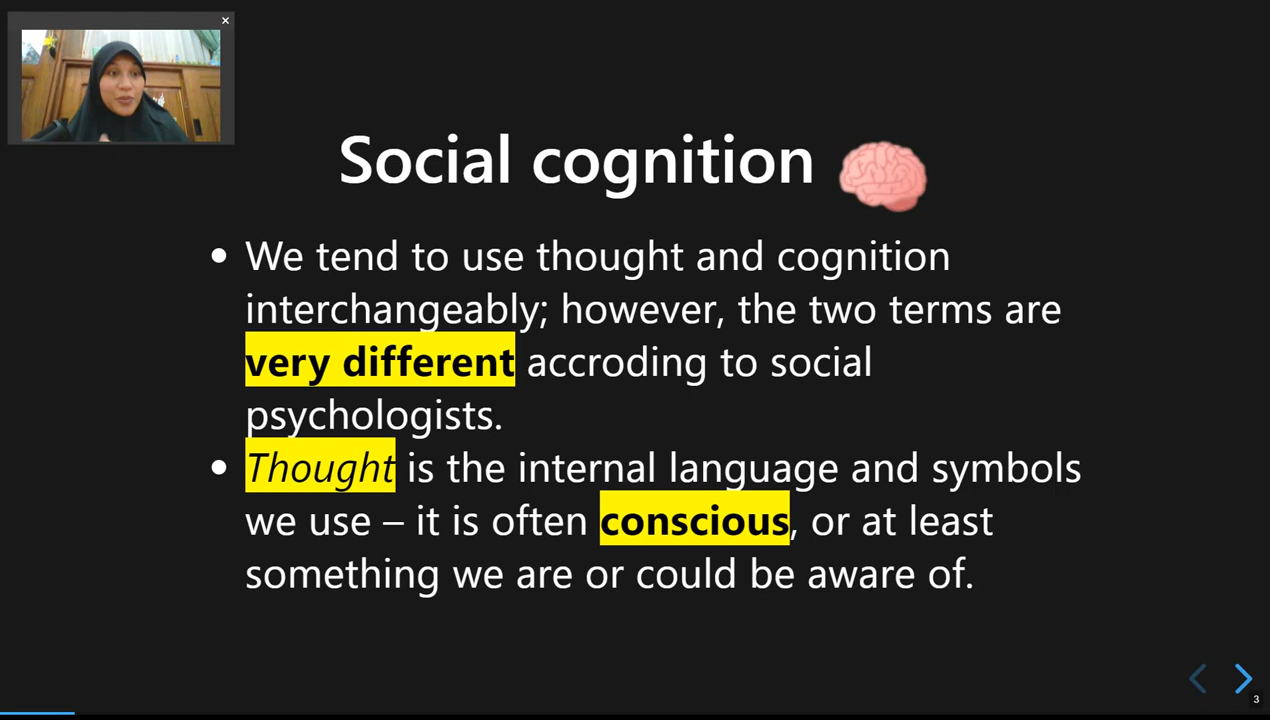 Social cognition
We tend to use thought and cognition
interchangeably; however, the two terms are
very different accroding to social
psychologists.
Thought is the internal language and symbols
we use – it is often conscious, or at least
something we are or could be aware of.
3